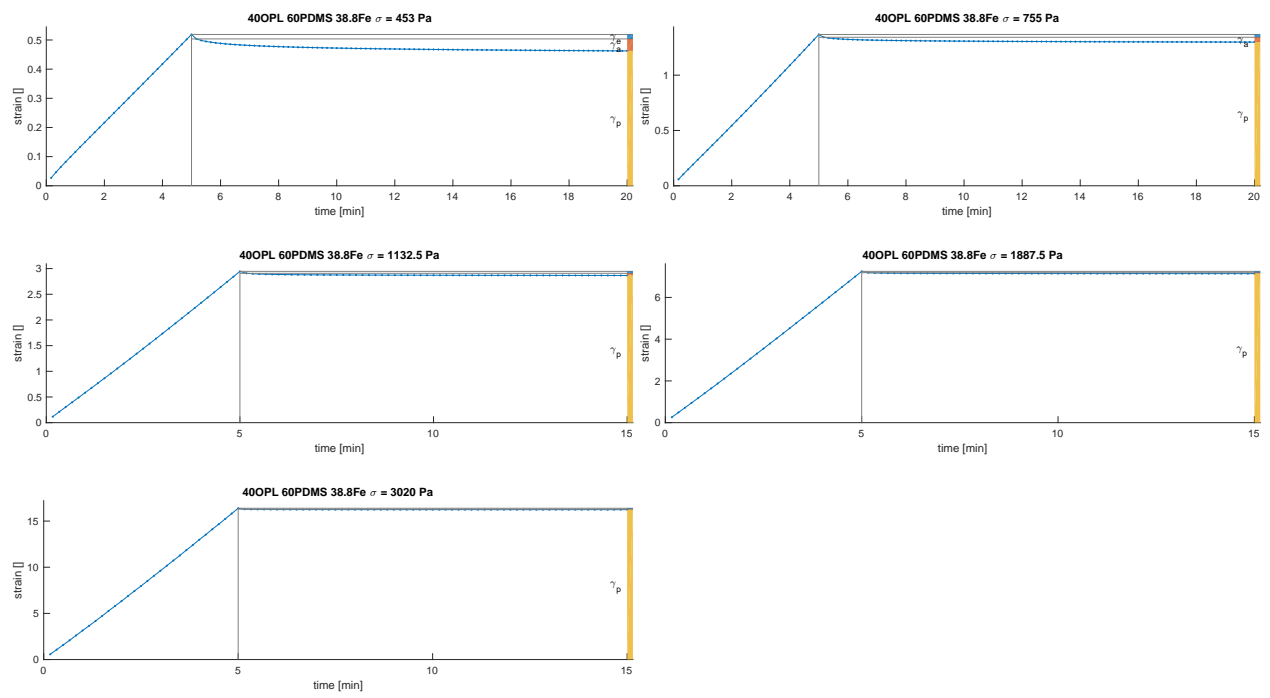 40OPL 60PDMS 38.8Fe σ = 453 Pa
strain []
0
0.1
0.2
0.3
0.4
0.5
γe
γa
γp
0 2 4 6 8 10 12 14 16 18 20
time [min]
40OPL 60PDMS 38.8Fe σ = 755 Pa
strain []
0
0.5
1
γa
γp
0 2 4 6 8 10 12 14 16 18 20
time [min]
40OPL 60PDMS 38.8Fe σ = 1132.5 Pa
strain []
0
0.5
1
1.5
2
2.5
3
γp
0 5 10 15
time [min]
40OPL 60PDMS 38.8Fe σ = 1887.5 Pa
strain []
0
2
4
6
γp
0 5 10 15
time [min]
40OPL 60PDMS 38.8Fe σ = 3020 Pa
strain []
0
5
10
15
γp
0 5 10 15
time [min]